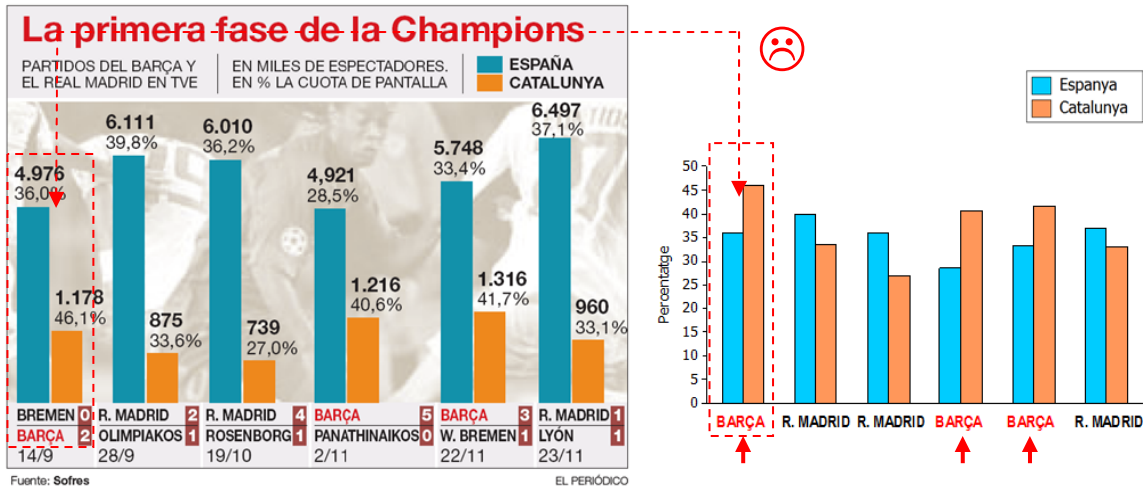 La primera fase de la Champions
PARTIDOS DEL BARÇA Y
EL REAL MADRID EN TVE
EN MILES DE ESPECTADORES.
EN % LA CUOTA DE PANTALLA
ESPAÑA
CATALUNYA
4.976
36,0%
1.178
46,1%
6.111
39,8%
875
33,6%
6.010
36,2%
739
27,0%
4,921
28,5%
1.216
40,6%
5.748
33,4%
1.316
41,7%
6.497
37,1%
960
33,1%
BREMEN 0
BARÇA 2
14/9
R. MADRID 2
OLIMPIAKOS 1
28/9
R. MADRID 4
ROSENBORG 1
19/10
BARÇA 5
PANATHINAIKOS 0
2/11
BARÇA 3
W. BREMEN 1
22/11
R. MADRID 1
LYÓN 1
23/11
Fuente: Sofres
EL PERIÓDICO
Espanya
Catalunya
Percentatge
50
45
40
35
30
25
20
15
10
5
0
BARÇA
R. MADRID
R. MADRID
BARÇA
BARÇA
R. MADRID